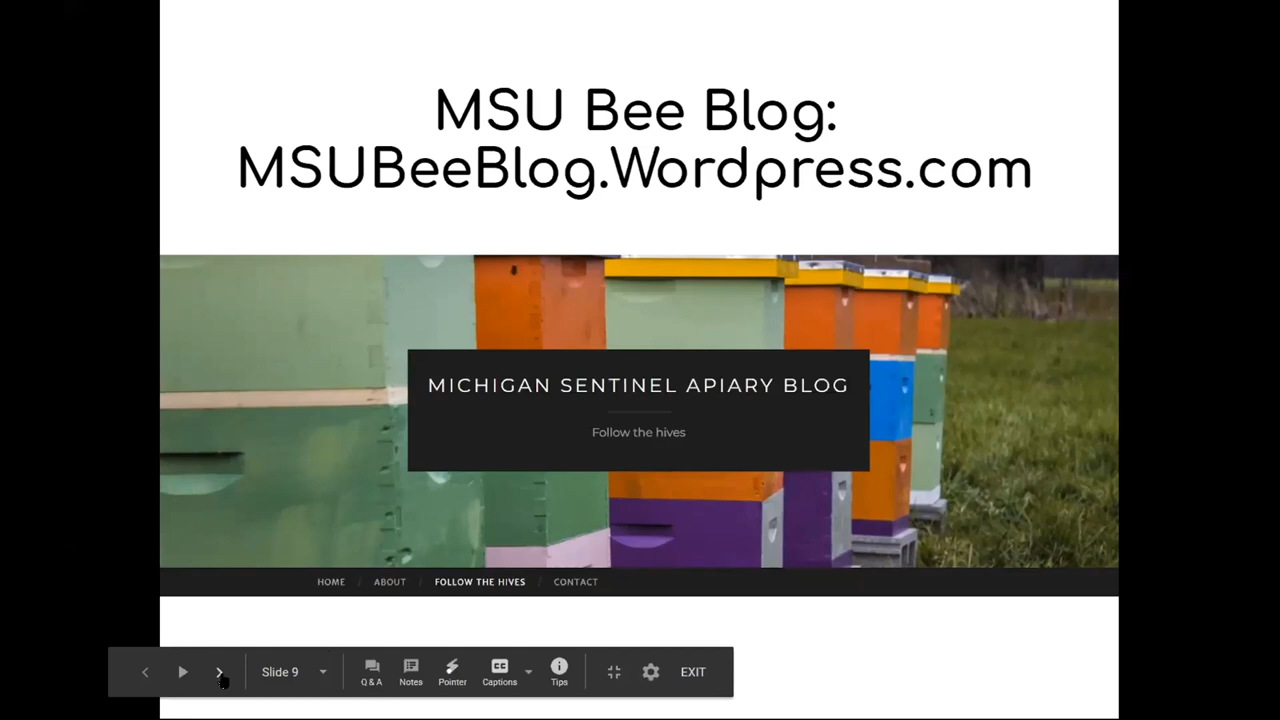 MSU Bee Blog:
MSUBeeBlog.Wordpress.com
MICHIGAN SENTINEL APIARY BLOG
Follow the hives
HOME / ABOUT / FOLLOW THE HIVES / CONTACT
Slide 9
Q & A
Notes
Pointer
CC
Captions
Tips
EXIT